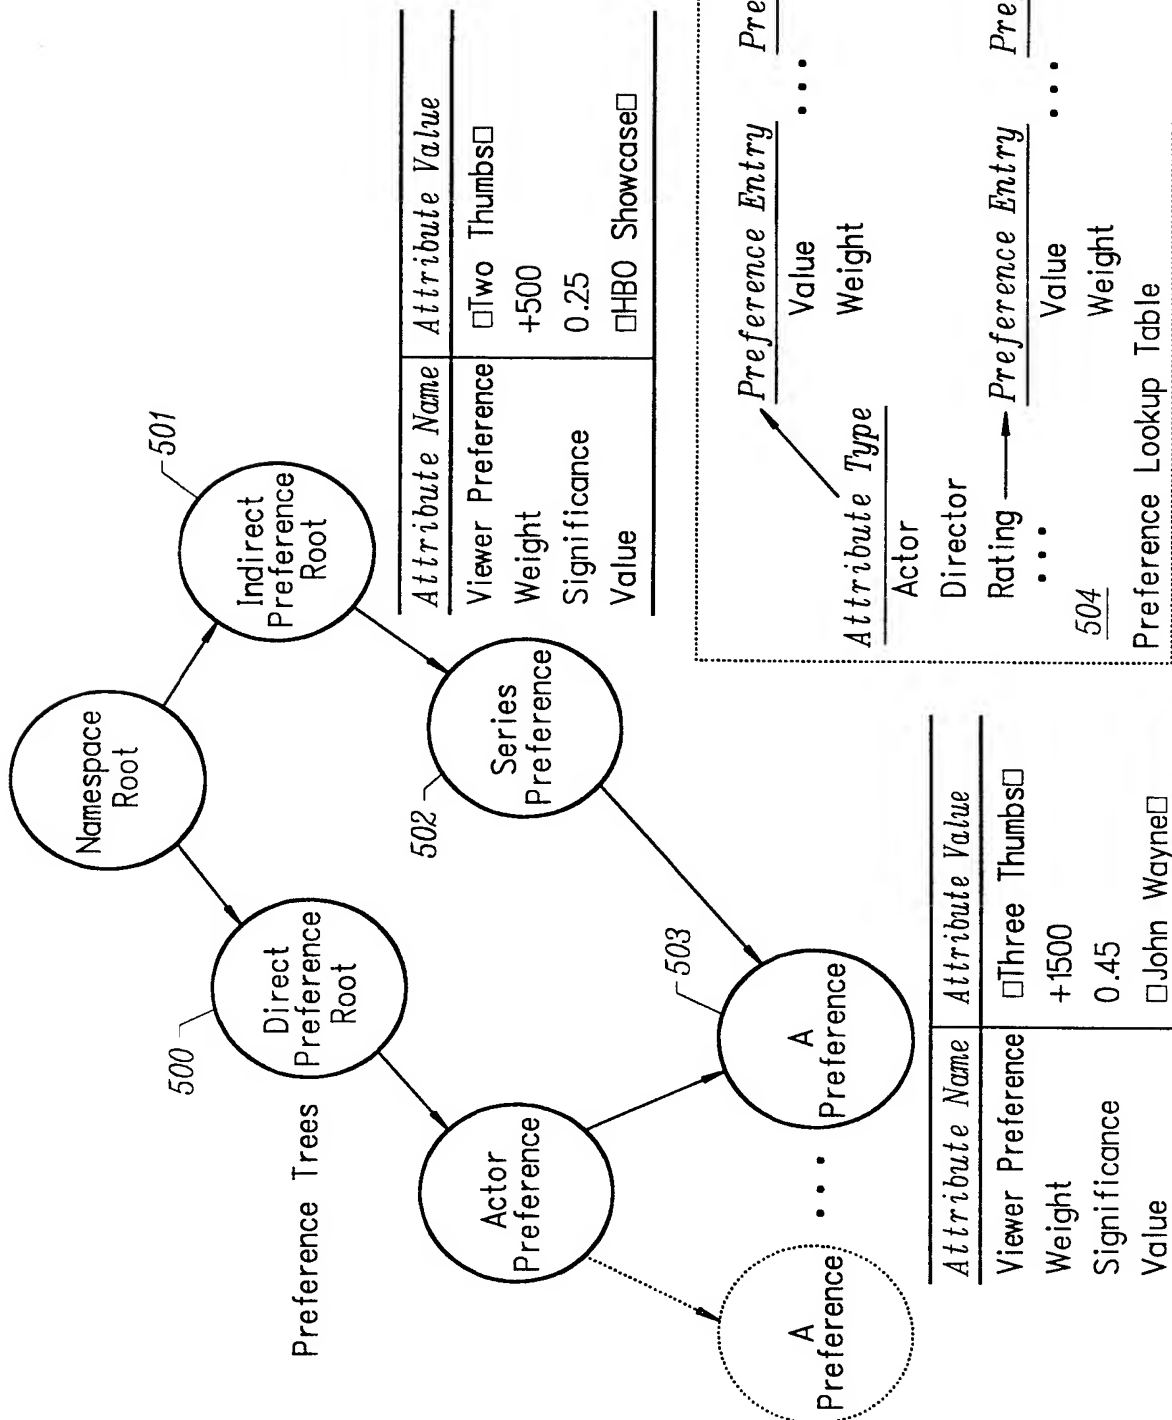 Preference Trees
Namespace
Root
500
Direct
Preference
Root
501
Indirect
Preference
Root
Actor
Preference
502
Series
Preference
A
Preference
...
503
A
Preference
Attribute Name Attribute Value
Viewer Preference □Two Thumbs□
Weight +500
Significance 0.25
Value □HBO Showcase□
Attribute Name Attribute Value
Viewer Preference □Three Thumbs□
Weight +1500
Significance 0.45
Value □John Wayne□
Attribute Type
Actor
Director
Rating
...
Preference Entry
Value
Weight
...
Preference Entry
Value
Weight
...
504
Preference Lookup Table